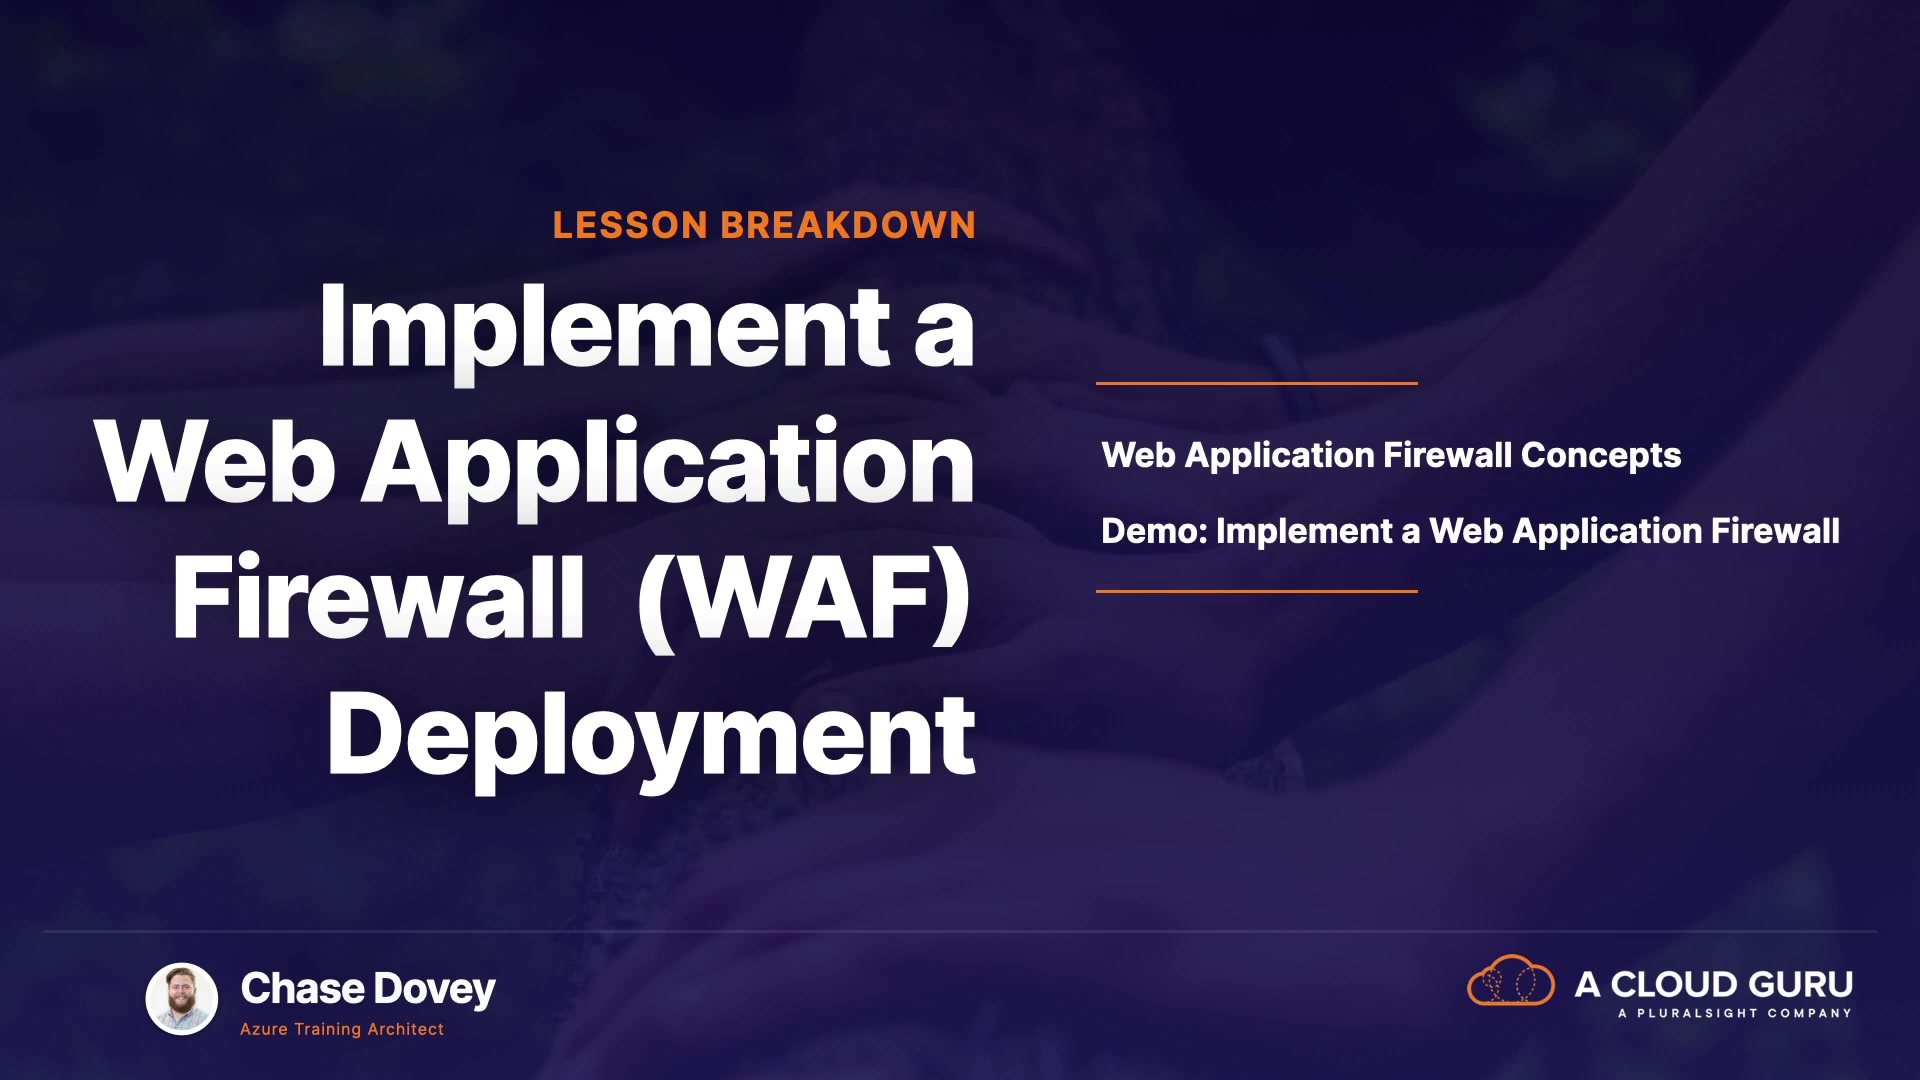 LESSON BREAKDOWN
Implement a
Web Application
Firewall (WAF)
Deployment
Web Application Firewall Concepts
Demo: Implement a Web Application Firewall
Chase Dovey
Azure Training Architect
A CLOUD GURU
A PLURALSIGHT COMPANY